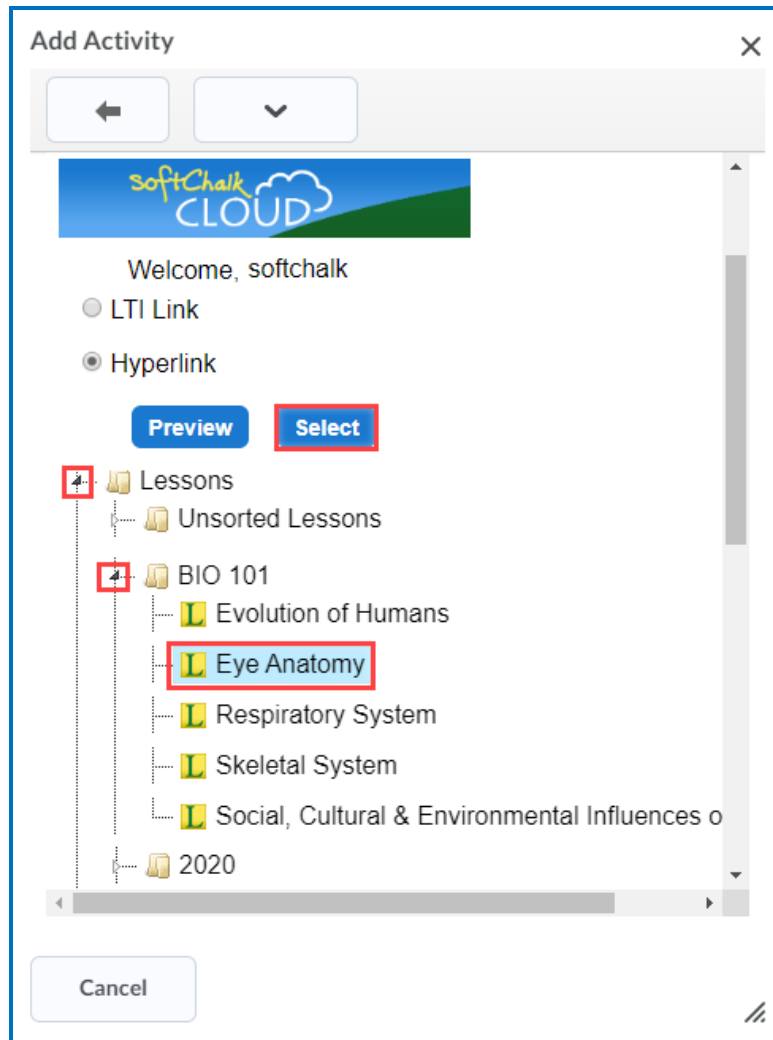 Add Activity
softChalk
CLOUD
Welcome, softchalk
LTI Link
Hyperlink
Preview Select
Lessons
Unsorted Lessons
BIO 101
L Evolution of Humans
L Eye Anatomy
L Respiratory System
L Skeletal System
L Social, Cultural & Environmental Influences o
2020
Cancel